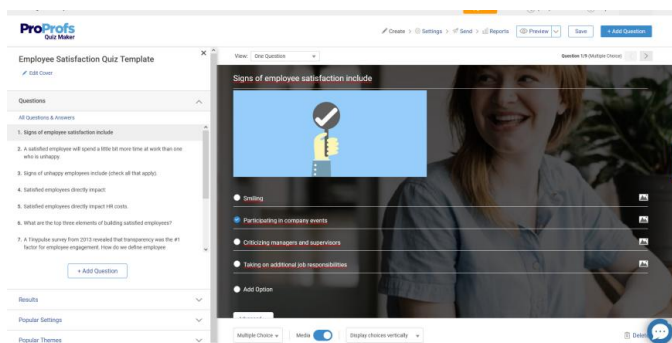 ProProfs
Quiz Maker
Create > Settings > Send > Reports
Preview
Save
+ Add Question
Employee Satisfaction Quiz Template
×
Edit Cover
Questions
All Questions & Answers
1. Signs of employee satisfaction include
2. A satisfied employee will spend a little bit more time at work than one
who is unhappy.
3. Signs of unhappy employees include (check all that apply).
4. Satisfied employees directly impact
5. Satisfied employees directly impact HR costs.
6. What are the top three elements of building satisfied employees?
7. A Tinypulse survey from 2013 revealed that transparency was the #1
factor for employee engagement. How do we define employee
+ Add Question
Results
Popular Settings
Popular Themes
View: One Question
Question 1/9 (Multiple Choice)
Signs of employee satisfaction include
Smiling
Participating in company events
Criticizing managers and supervisors
Taking on additional job responsibilities
Add Option
Multiple Choice
Media
Display choices vertically